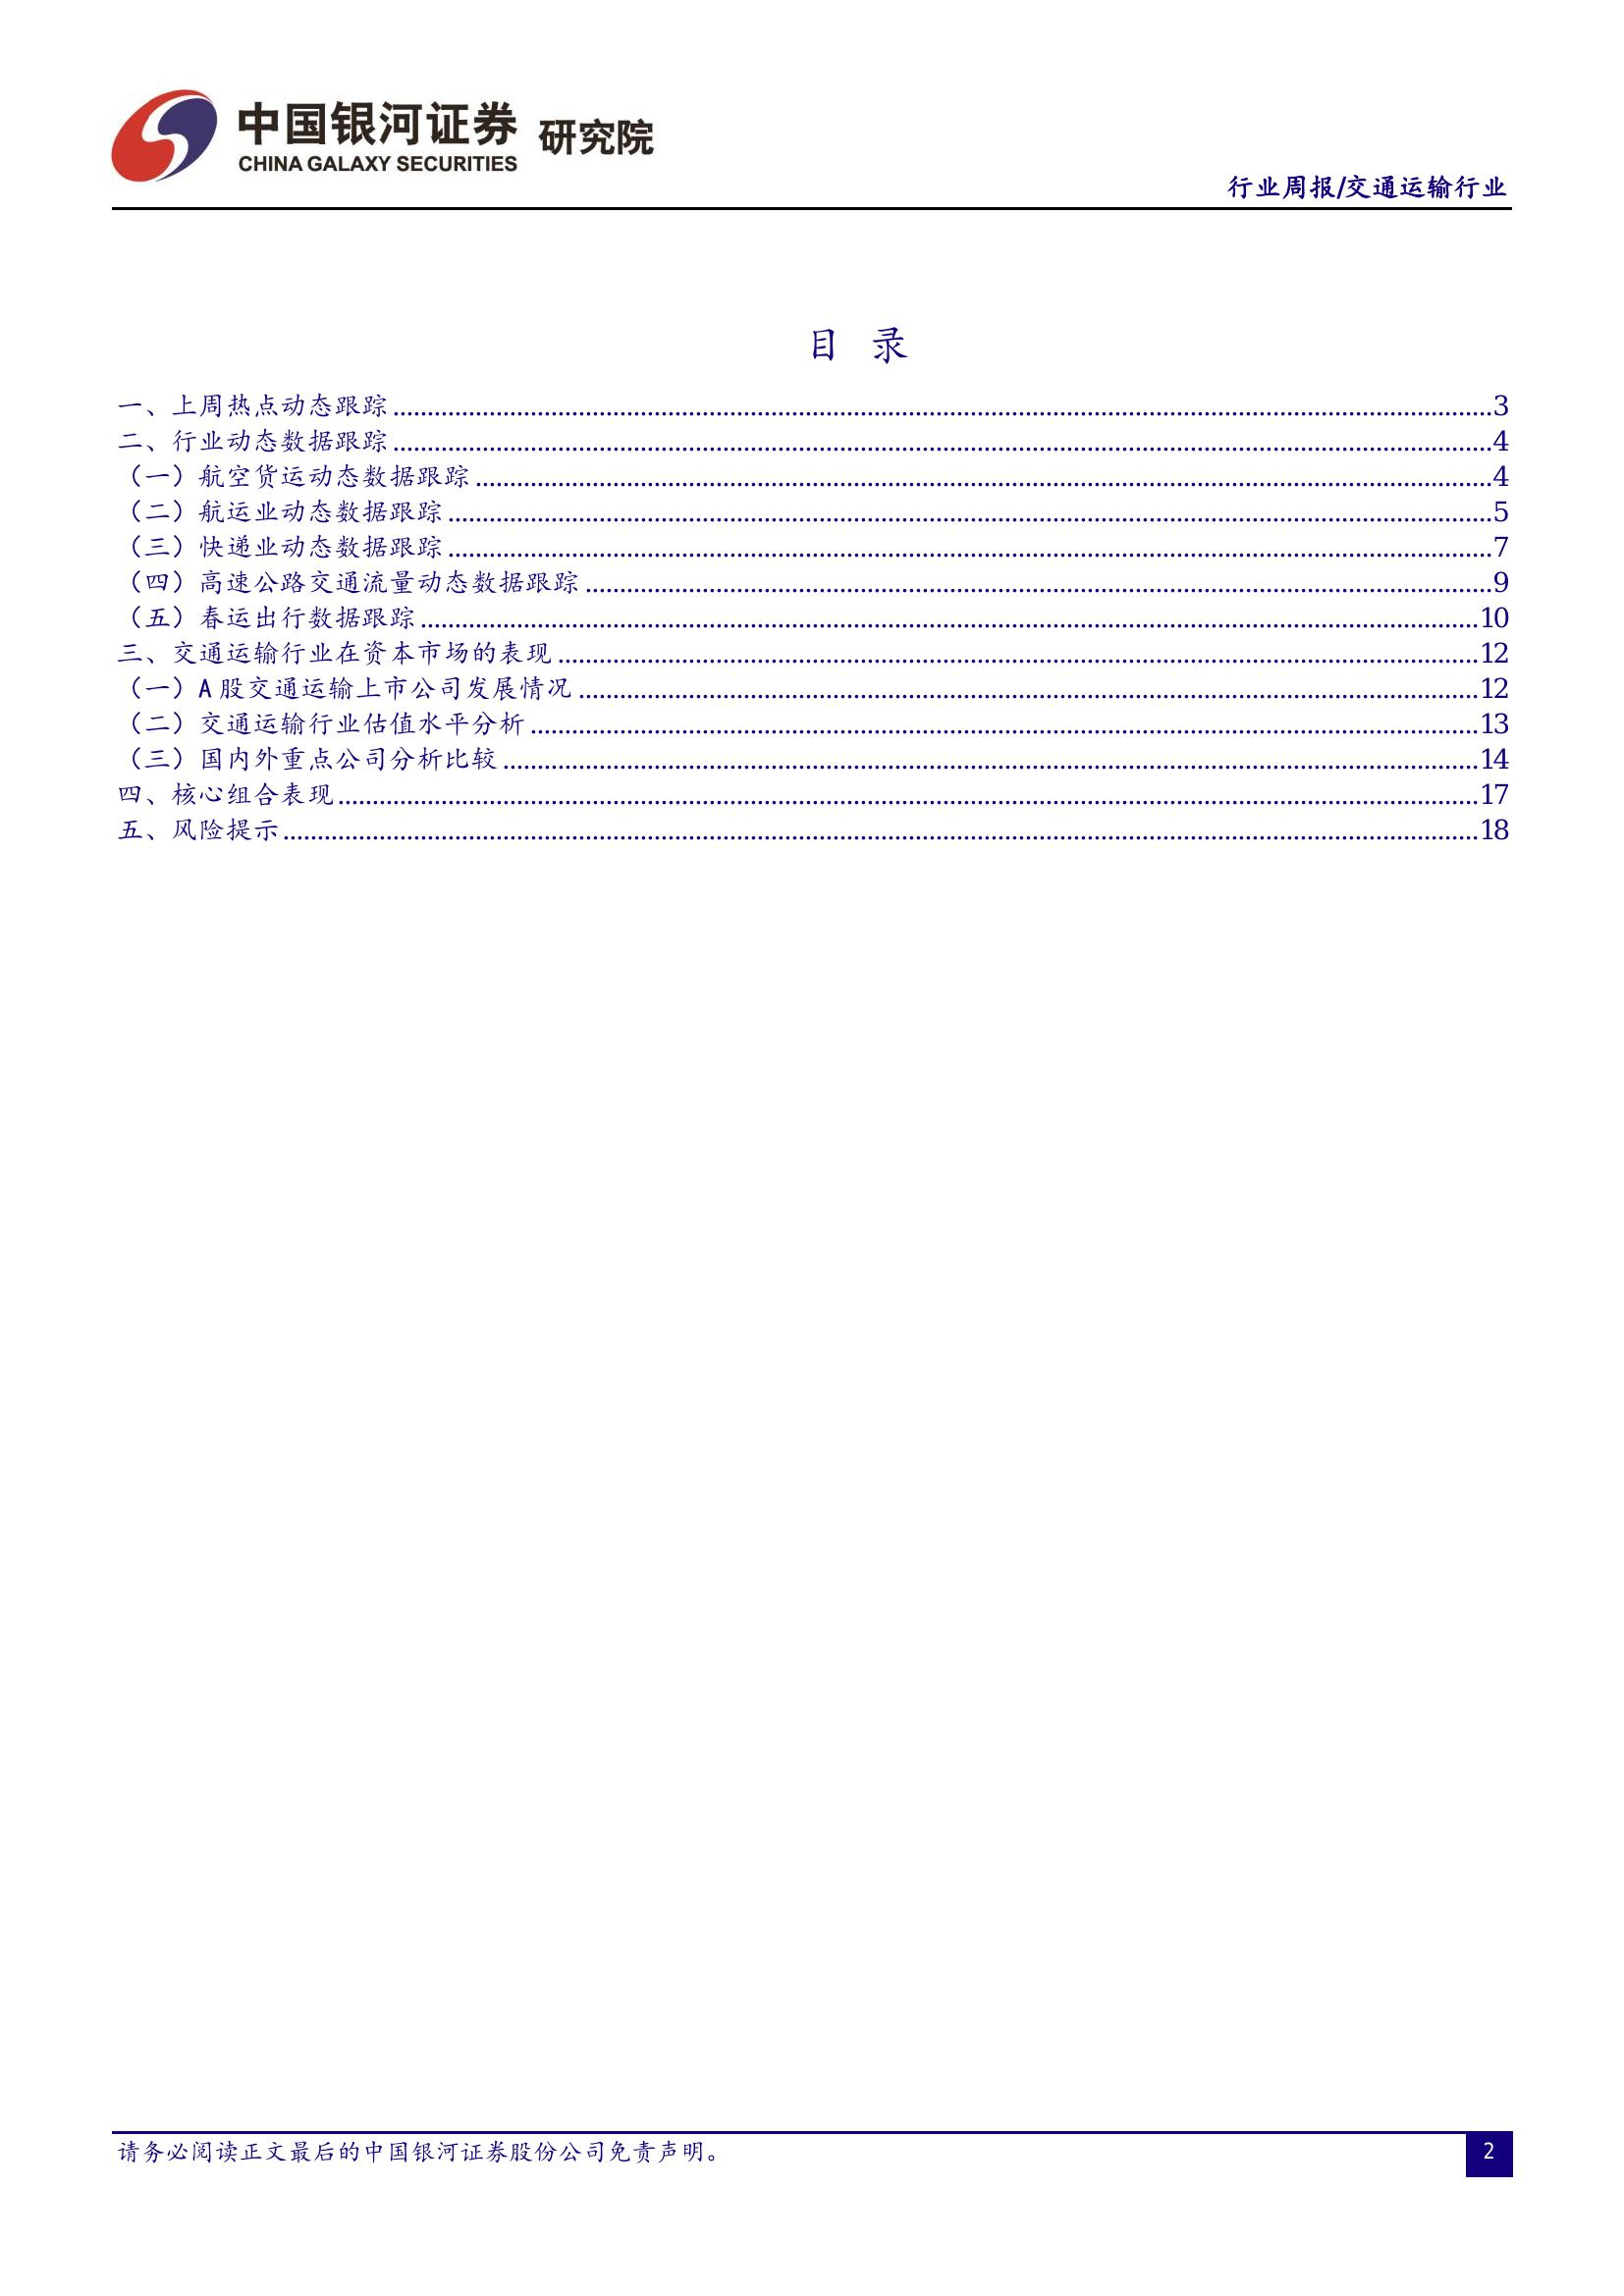 中国银河证券 研究院
CHINA GALAXY SECURITIES
行业周报/交通运输行业
目 录
一、上周热点动态跟踪........................3
二、行业动态数据跟踪........................4
（一）航空货运动态数据跟踪........................4
（二）航运业动态数据跟踪........................5
（三）快递业动态数据跟踪........................7
（四）高速公路交通流量动态数据跟踪........................9
（五）春运出行数据跟踪........................10
三、交通运输行业在资本市场的表现........................12
（一）A 股交通运输上市公司发展情况........................12
（二）交通运输行业估值水平分析........................13
（三）国内外重点公司分析比较........................14
四、核心组合表现........................17
五、风险提示........................18
请务必阅读正文最后的中国银河证券股份公司免责声明。
2